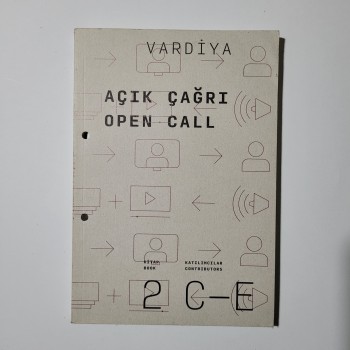 VARDİYA
AÇIK ÇAĞRI
OPEN CALL
KİTAP
BOOK
KATILIMCILAR
CONTRIBUTORS
2 C–E